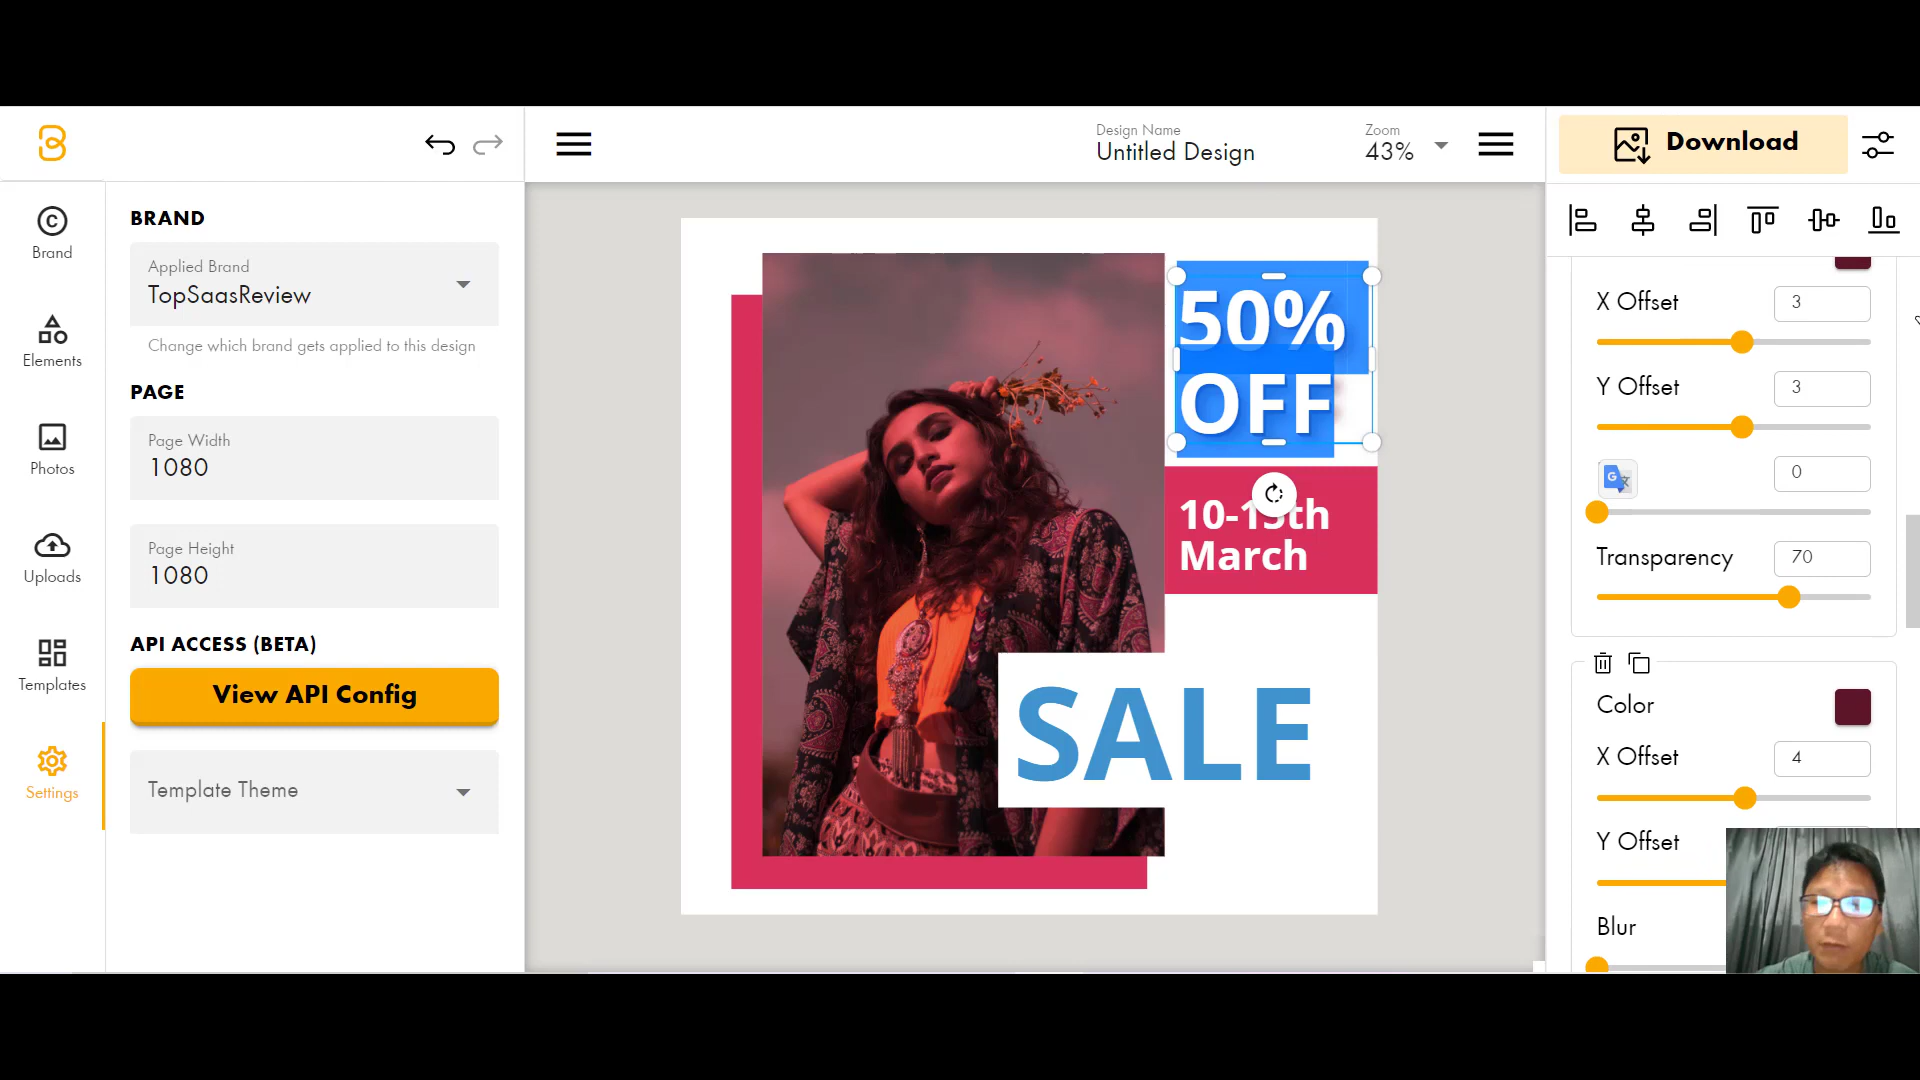 Design Name
Untitled Design
Zoom
43%
Download
Brand
Elements
Photos
Uploads
Templates
Settings
BRAND
Applied Brand
TopSaasReview
Change which brand gets applied to this design
PAGE
Page Width
1080
Page Height
1080
API ACCESS (BETA)
View API Config
Template Theme
50%
OFF
10-15th
March
SALE
X Offset
3
Y Offset
3
0
Transparency
70
Color
X Offset
4
Y Offset
Blur